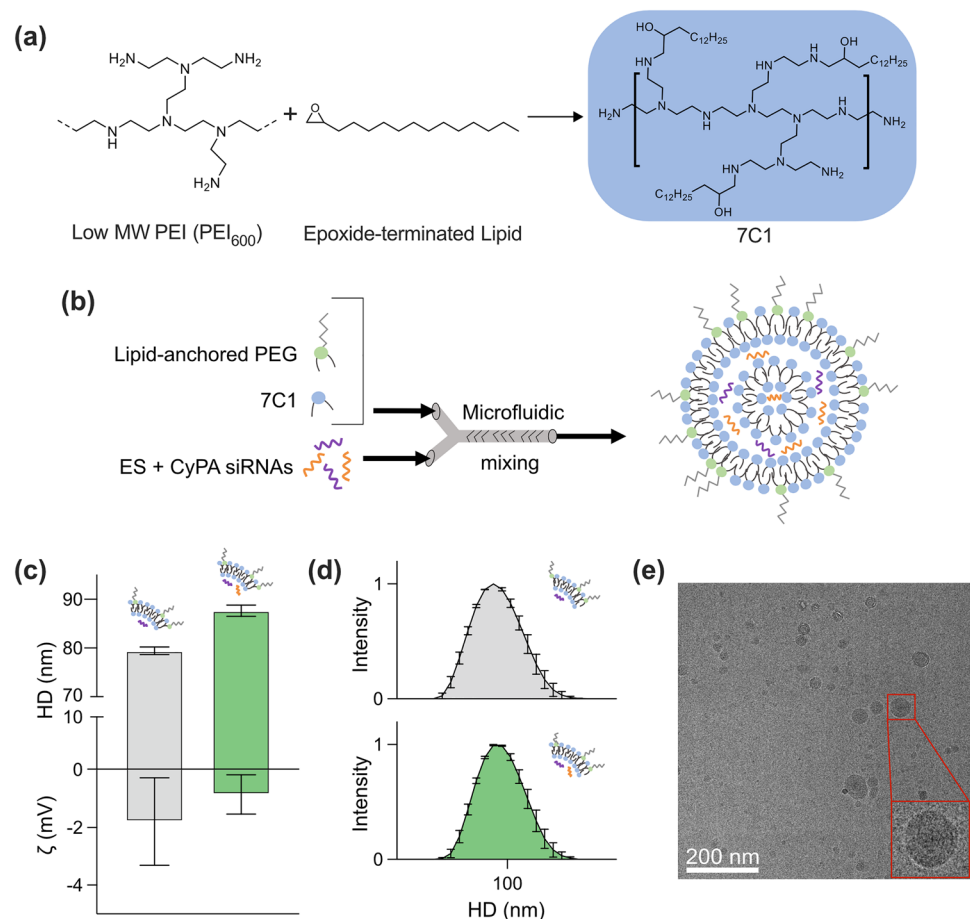 (a)
H₂N
N
NH₂
N
H
N
N
H₂N
+
O
Low MW PEI (PEI₆₀₀)
Epoxide-terminated Lipid
OH
C₁₂H₂₅
HN
OH
HN
N
H
C₁₂H₂₅
H₂N
N
N
H
N
N
H
N
NH₂
HN
N
NH₂
C₁₂H₂₅
OH
7C1
(b)
Lipid-anchored PEG
7C1
ES + CyPA siRNAs
Microfluidic
mixing
(c)
HD (nm)
90
80
70
10
0
ζ (mV)
-2
-4
(d)
Intensity
1
0
Intensity
1
0
100
HD (nm)
(e)
200 nm